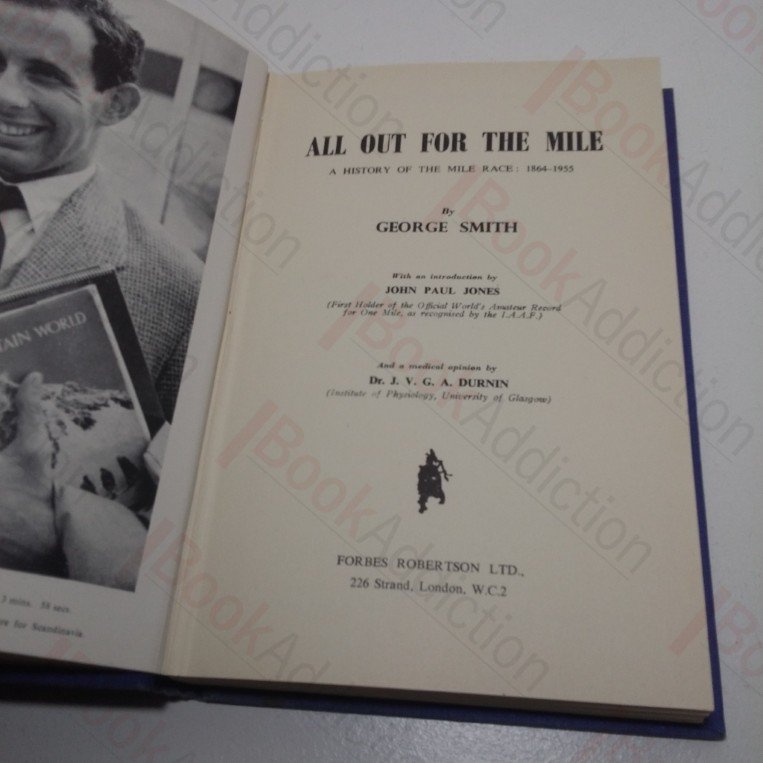 TAIN WORLD
3 mins. 58 secs.
re for Scandinavia
ALL OUT FOR THE MILE
A HISTORY OF THE MILE RACE: 1864–1955
By
GEORGE SMITH
With an introduction by
JOHN PAUL JONES
(First Holder of the Official World's Amateur Record
for One Mile, as recognised by the I.A.A.F.)
And a medical opinion by
Dr. J. V. G. A. DURNIN
(Institute of Physiology, University of Glasgow)
FORBES ROBERTSON LTD.,
226 Strand, London, W.C.2
BookAddiction